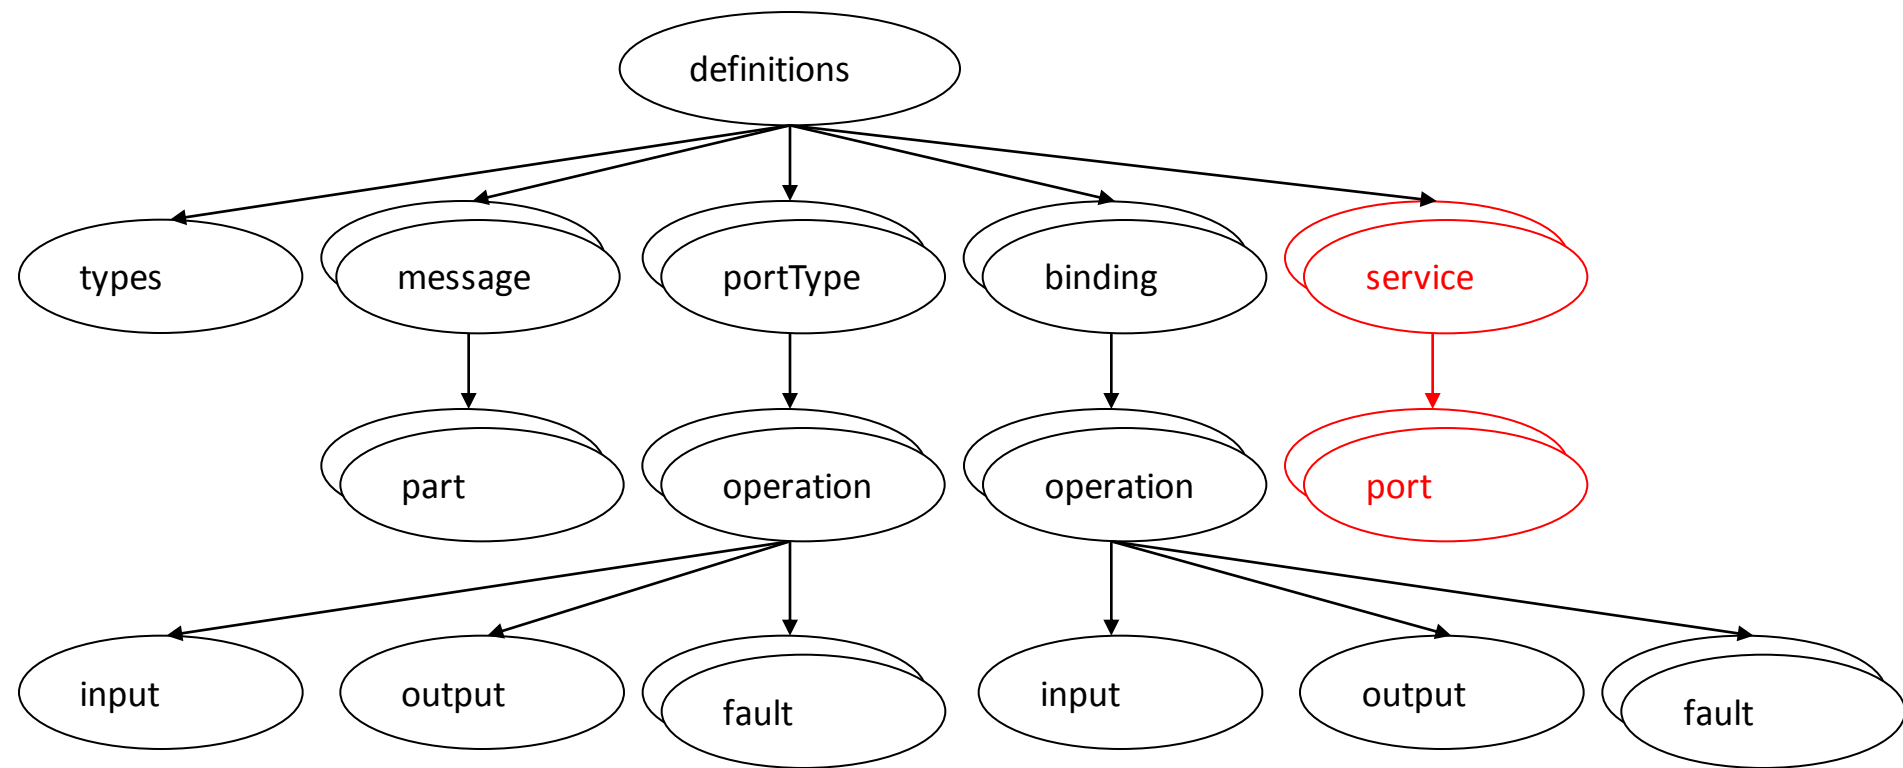 definitions
types
message
portType
binding
service
part
operation
operation
port
input
output
fault
input
output
fault